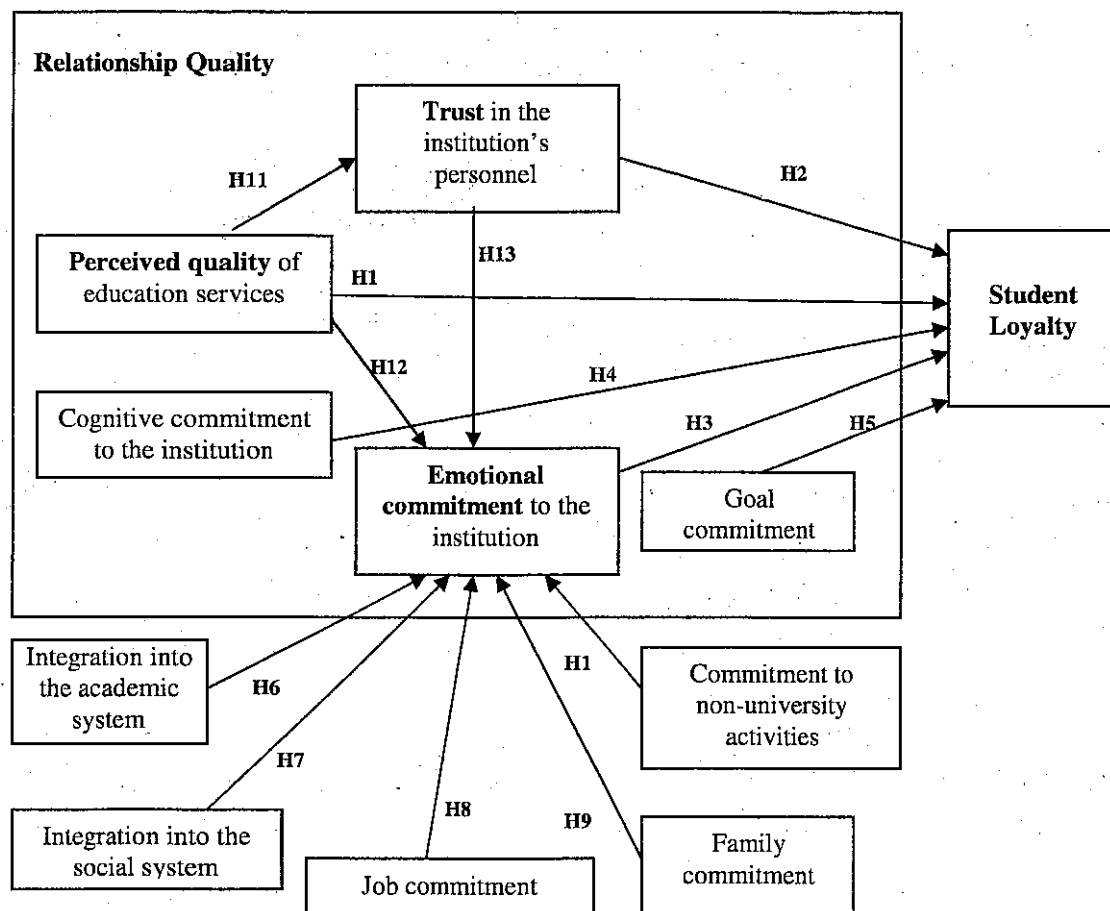 Relationship Quality
Trust in the
institution's
personnel
H11
H2
Perceived quality of
education services
H1
H13
Student
Loyalty
H12
H4
Cognitive commitment
to the institution
H3
H5
Emotional
commitment to the
institution
Goal
commitment
Integration into
the academic
system
H6
H1
Commitment to
non-university
activities
H7
Integration into the
social system
H8
H9
Job commitment
Family
commitment